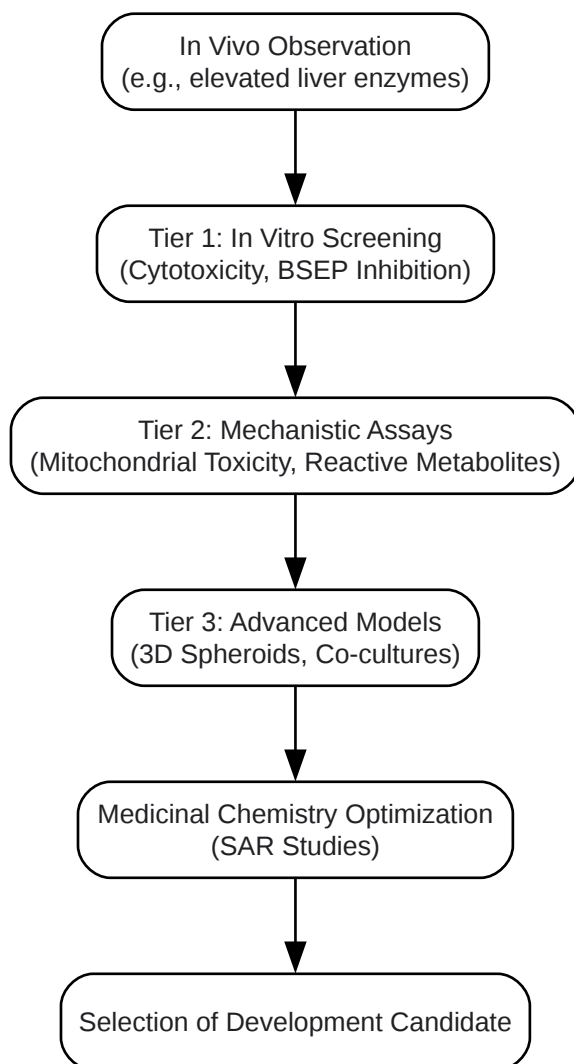 In Vivo Observation
(e.g., elevated liver enzymes)
Tier 1: In Vitro Screening
(Cytotoxicity, BSEP Inhibition)
Tier 2: Mechanistic Assays
(Mitochondrial Toxicity, Reactive Metabolites)
Tier 3: Advanced Models
(3D Spheroids, Co-cultures)
Medicinal Chemistry Optimization
(SAR Studies)
Selection of Development Candidate